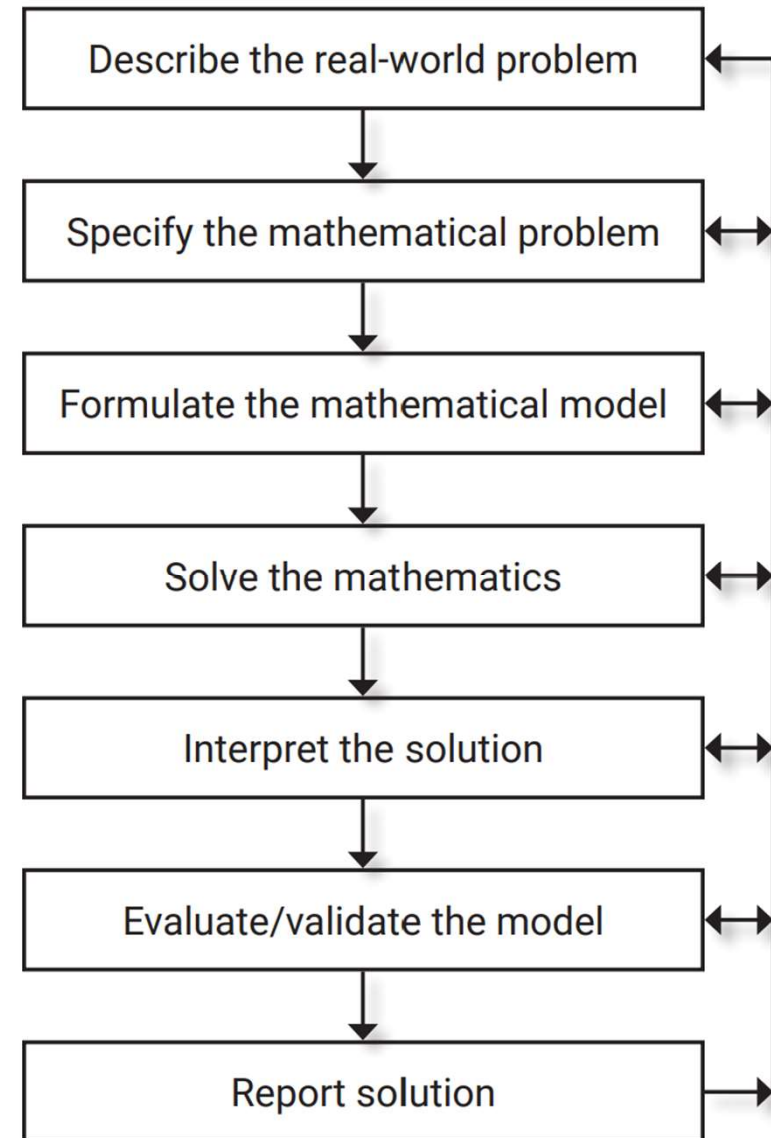 Describe the real-world problem
Specify the mathematical problem
Formulate the mathematical model
Solve the mathematics
Interpret the solution
Evaluate/validate the model
Report solution